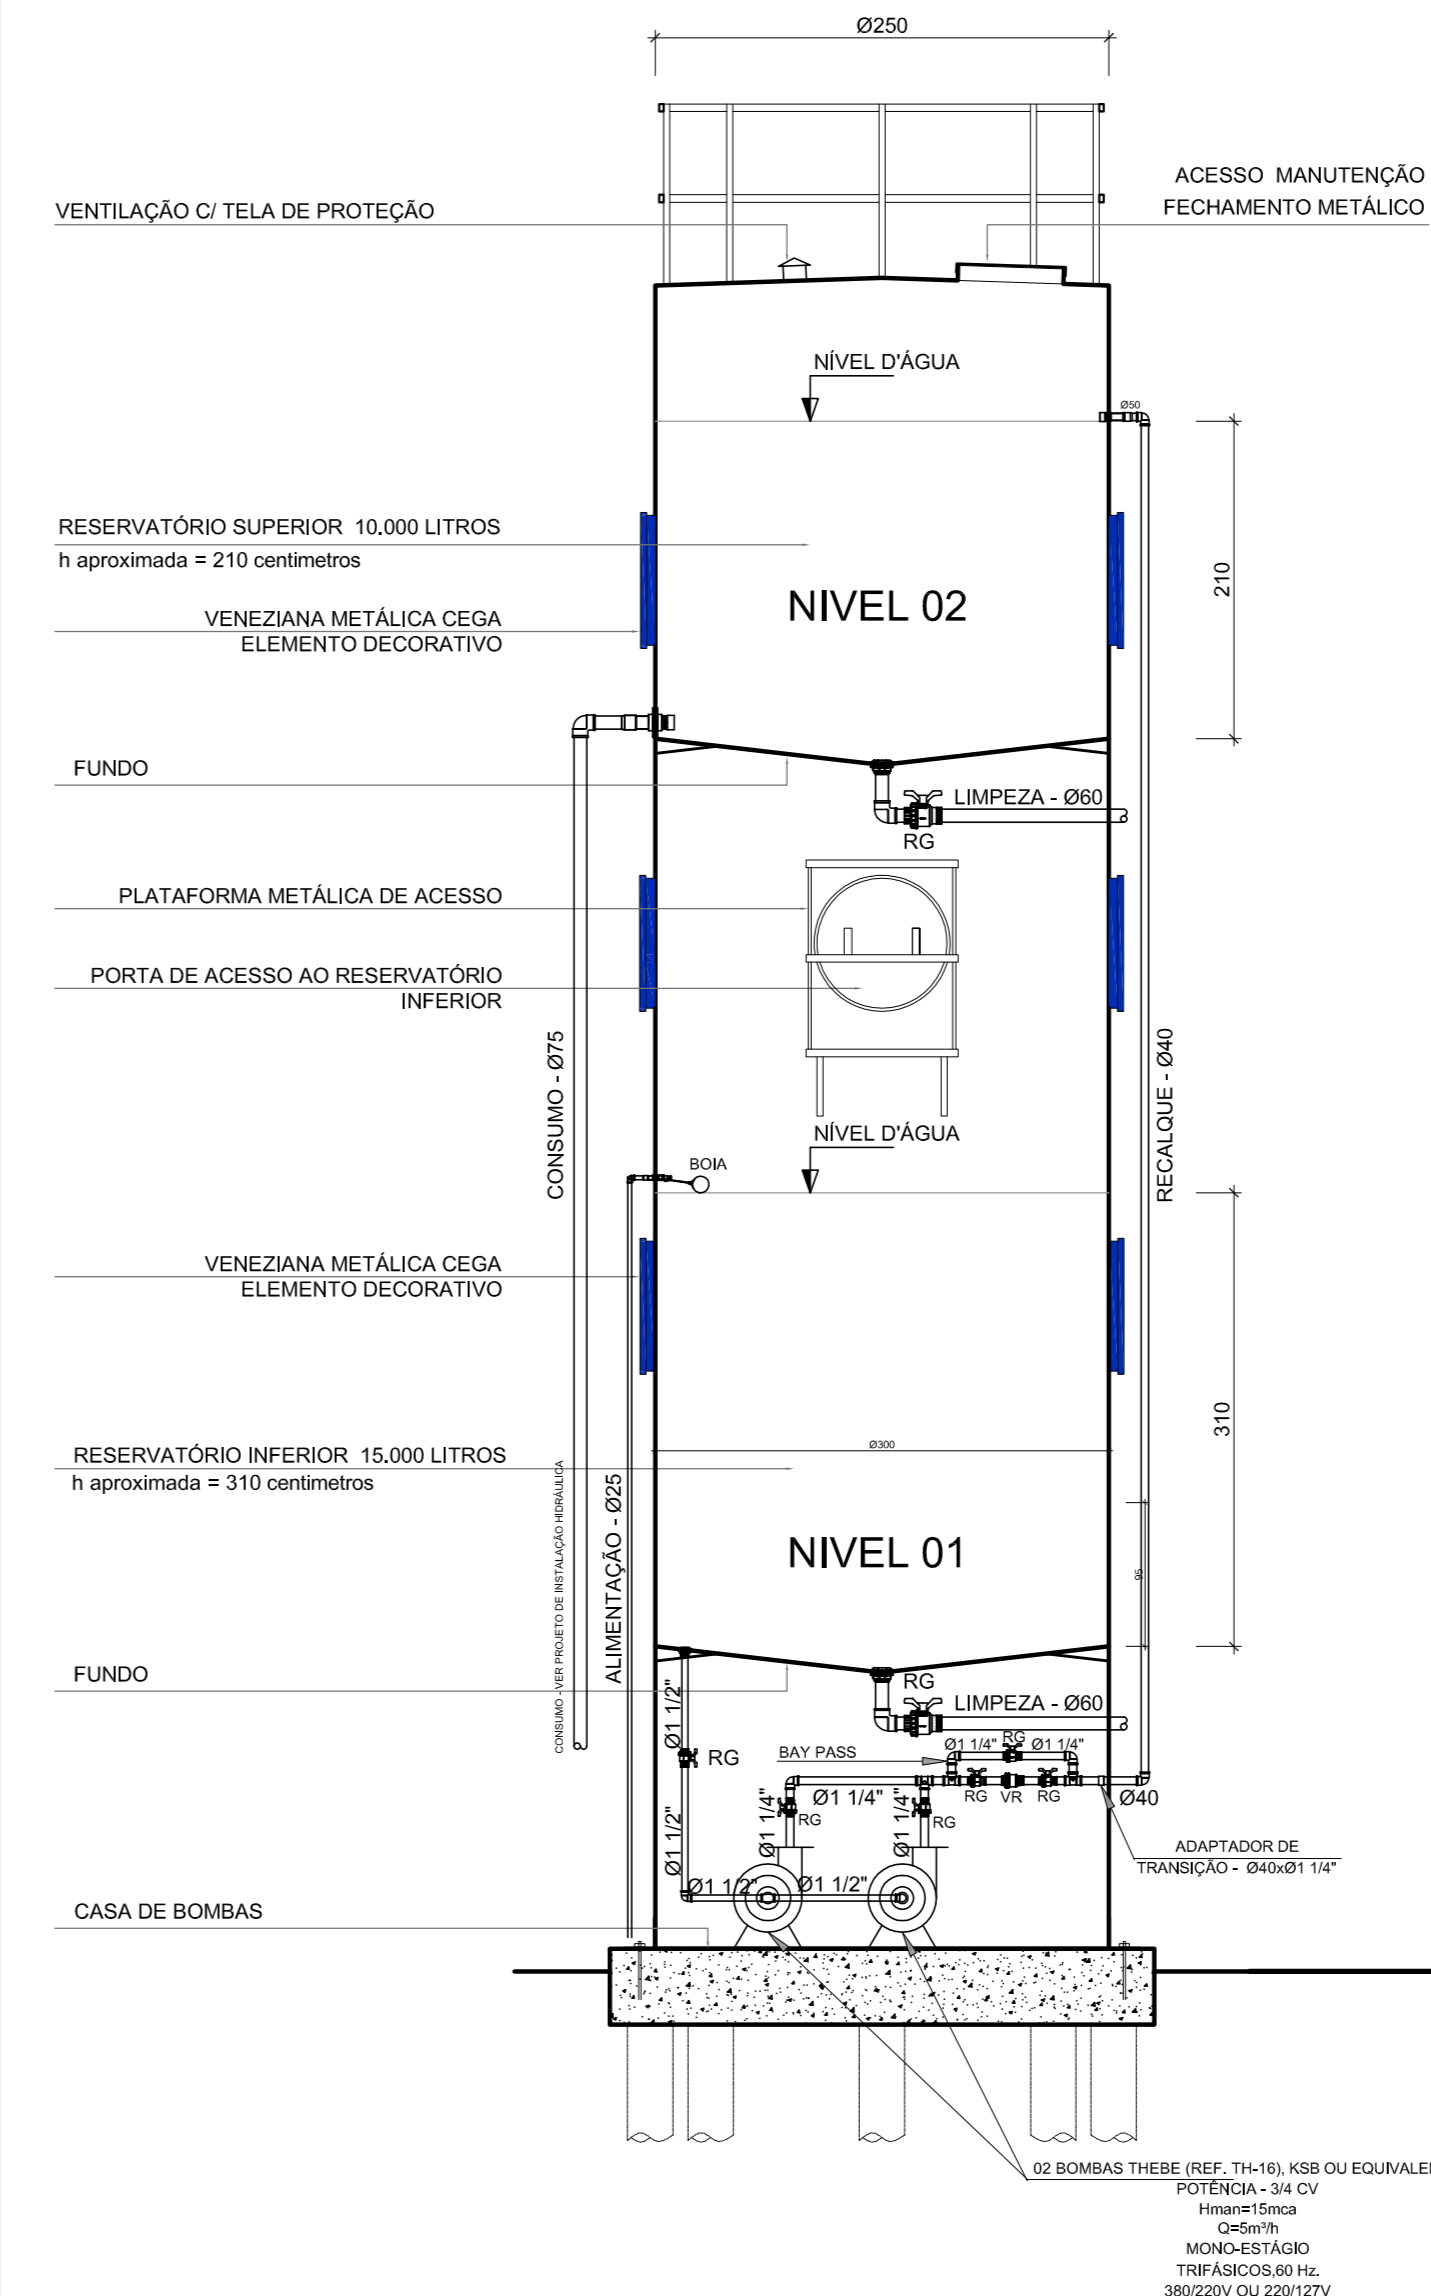 Ø250
ACESSO MANUTENÇÃO
FECHAMENTO METÁLICO
VENTILAÇÃO C/ TELA DE PROTEÇÃO
NÍVEL D'ÁGUA
Ø50
RESERVATÓRIO SUPERIOR 10.000 LITROS
h aproximada = 210 centimetros
210
NIVEL 02
VENEZIANA METÁLICA CEGA
ELEMENTO DECORATIVO
FUNDO
LIMPEZA - Ø60
RG
PLATAFORMA METÁLICA DE ACESSO
PORTA DE ACESSO AO RESERVATÓRIO
INFERIOR
CONSUMO - Ø75
RECALQUE - Ø40
NÍVEL D'ÁGUA
BOIA
VENEZIANA METÁLICA CEGA
ELEMENTO DECORATIVO
310
Ø300
RESERVATÓRIO INFERIOR 15.000 LITROS
h aproximada = 310 centimetros
CONSUMO - VER PROJETO DE INSTALAÇÃO HIDRÁULICA
ALIMENTAÇÃO - Ø25
NIVEL 01
95
FUNDO
RG
LIMPEZA - Ø60
Ø1 1/2"
RG
BAY PASS
Ø1 1/4"
RG
Ø1 1/4"
Ø1 1/4"
RG
VR
RG
Ø40
Ø1 1/2"
Ø1 1/4"
RG
Ø1 1/4"
RG
ADAPTADOR DE
TRANSIÇÃO - Ø40xØ1 1/4"
Ø1 1/2"
Ø1 1/2"
CASA DE BOMBAS
02 BOMBAS THEBE (REF. TH-16), KSB OU
POTÊNCIA - 3/4 CV
Hman=15mca
Q=5m³/h
MONO-ESTÁGIO
TRIFÁSICOS,60 Hz.
380/220V OU 220/127V